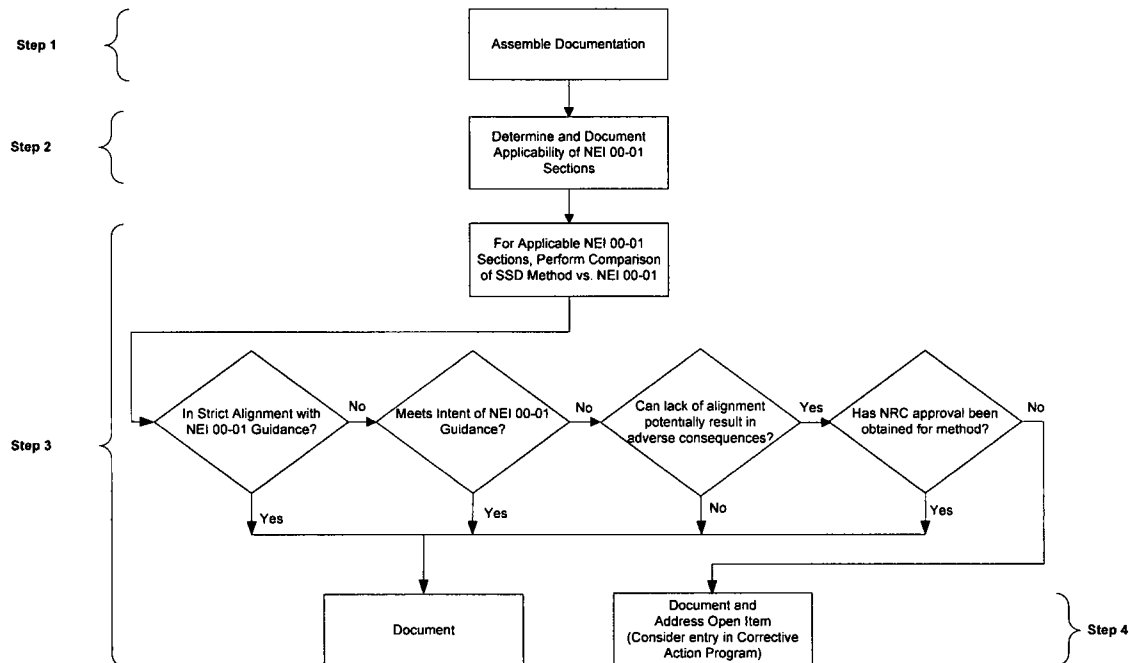 Step 1
Assemble Documentation
Step 2
Determine and Document
Applicability of NEI 00-01
Sections
For Applicable NEI 00-01
Sections, Perform Comparison
of SSD Method vs. NEI 00-01
Step 3
In Strict Alignment with
NEI 00-01 Guidance?
No
Meets Intent of NEI 00-01
Guidance?
No
Can lack of alignment
potentially result in
adverse consequences?
Yes
Has NRC approval been
obtained for method?
No
Yes
Yes
No
Yes
Document
Document and
Address Open Item
(Consider entry in Corrective
Action Program)
Step 4